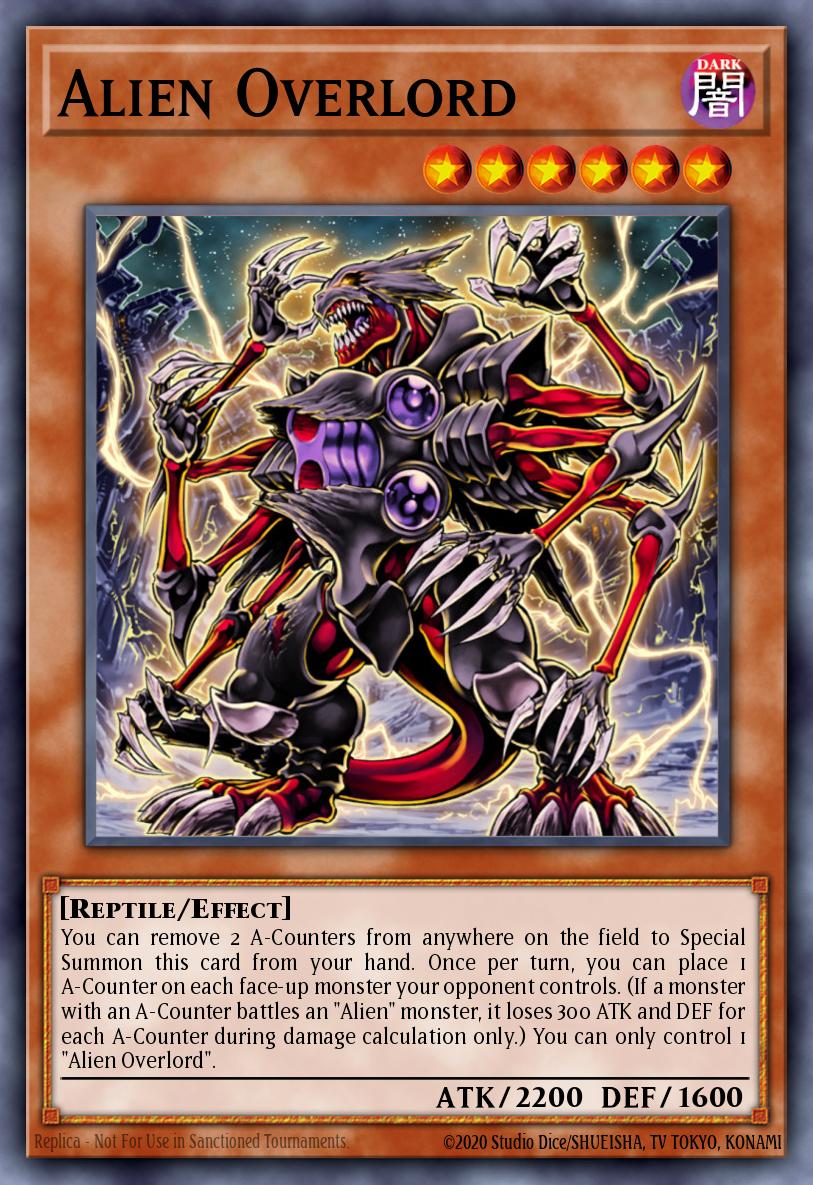 Alien Overlord
DARK
闇
[Reptile/Effect]
You can remove 2 A-Counters from anywhere on the field to Special
Summon this card from your hand. Once per turn, you can place 1
A-Counter on each face-up monster your opponent controls. (If a monster
with an A-Counter battles an "Alien" monster, it loses 300 ATK and DEF for
each A-Counter during damage calculation only.) You can only control 1
"Alien Overlord".
ATK/2200 DEF/1600
Replica - Not For Use in Sanctioned Tournaments.
©2020 Studio Dice/SHUEISHA, TV TOKYO, KONAMI